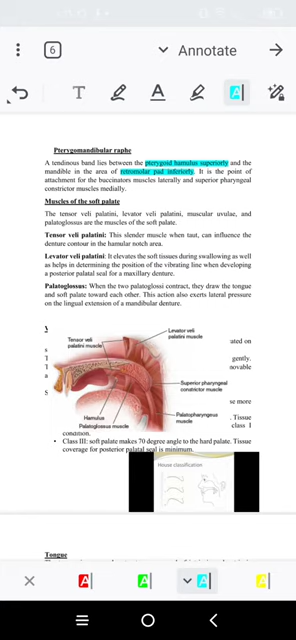 6
Annotate
T
A
A
Pterygomandibular raphe
A tendinous band lies between the pterygoid hamulus superiorly and the
mandible in the area of retromolar pad inferiorly. It is the point of
attachment for the buccinators muscles laterally and superior pharyngeal
constrictor muscles medially.
Muscles of the soft palate
The tensor veli palatini, levator veli palatini, muscular uvulae, and
palatoglossus are the muscles of the soft palate.
Tensor veli palatini: This slender muscle when taut, can influence the
denture contour in the hamular notch area.
Levator veli palatini: It elevates the soft tissues during swallowing as well
as helps in determining the position of the vibrating line when developing
a posterior palatal seal for a maxillary denture.
Palatoglossus: When the two palatoglossi contract, they draw the tongue
and soft palate toward each other. This action also exerts lateral pressure
on the lingual extension of a mandibular denture.
Tensor veli
palatini muscle
Levator veli
palatini muscle
ated on
gently.
movable
Superior pharyngeal
constrictor muscle
se more
Hamulus
Palatoglossus muscle
Palatopharyngeus
muscle
. Tissue
class I
condition.
• Class III: soft palate makes 70 degree angle to the hard palate. Tissue
coverage for posterior palatal seal is minimum.
House classification
Tongue
A
A
A
A